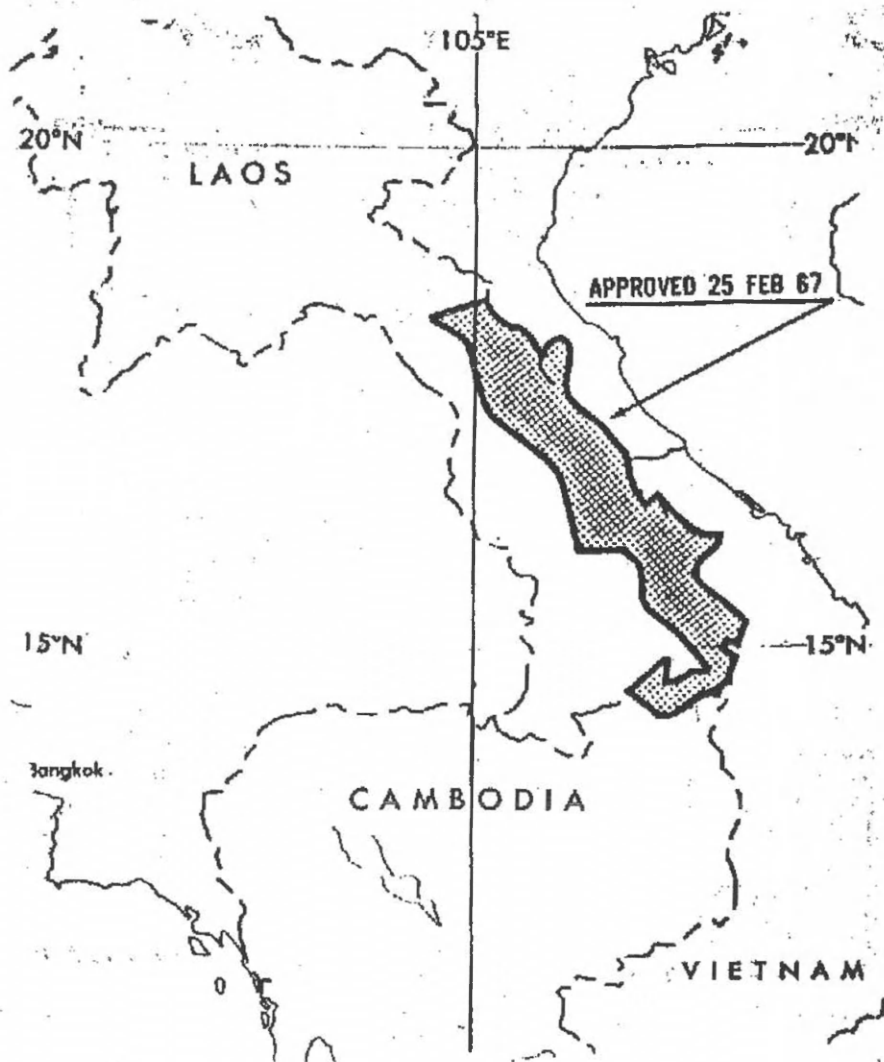 105°E
20°N
20°N
LAOS
APPROVED 25 FEB 67
15°N
15°N
Bangkok
CAMBODIA
VIETNAM